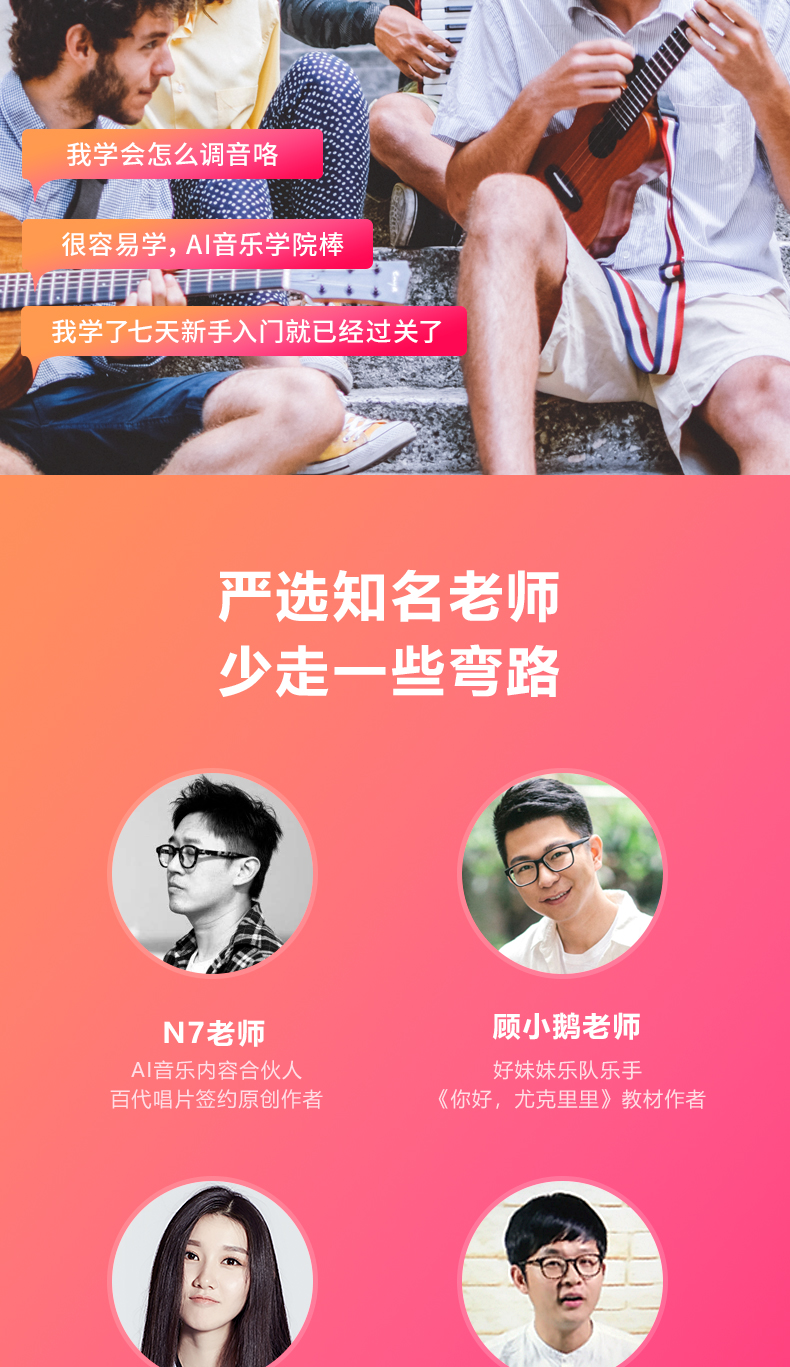 我学会怎么调音咯
很容易学，AI音乐学院棒
我学了七天新手入门就已经过关了
严选知名老师
少走一些弯路
N7老师
顾小鹅老师
AI音乐内容合伙人
好妹妹乐队乐手
百代唱片签约原创作者
《你好，尤克里里》教材作者